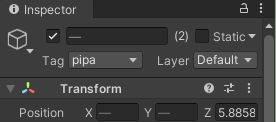 Inspector
— (2) Static
Tag pipa Layer Default
Transform
Position X — Y — Z 5.8858